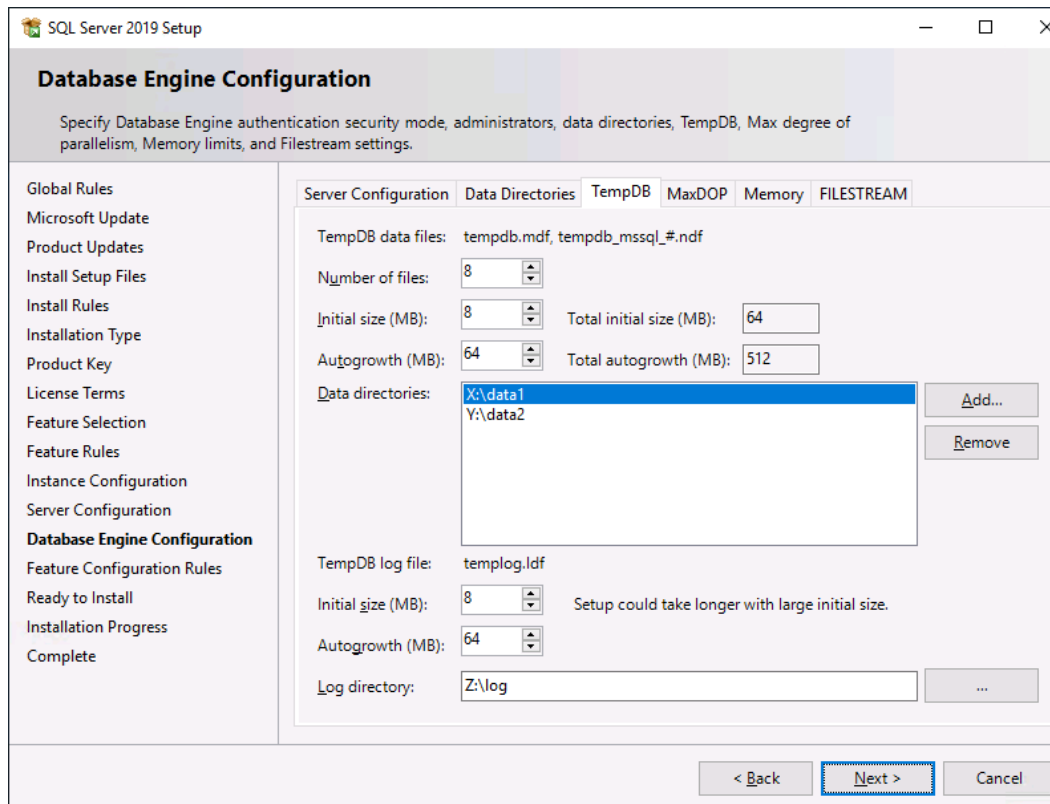 SQL Server 2019 Setup
Database Engine Configuration
Specify Database Engine authentication security mode, administrators, data directories, TempDB, Max degree of
parallelism, Memory limits, and Filestream settings.
Global Rules
Microsoft Update
Product Updates
Install Setup Files
Install Rules
Installation Type
Product Key
License Terms
Feature Selection
Feature Rules
Instance Configuration
Server Configuration
Database Engine Configuration
Feature Configuration Rules
Ready to Install
Installation Progress
Complete
Server Configuration Data Directories TempDB MaxDOP Memory FILESTREAM
TempDB data files: tempdb.mdf, tempdb_mssql_#.ndf
Number of files: 8
Initial size (MB): 8 Total initial size (MB): 64
Autogrowth (MB): 64 Total autogrowth (MB): 512
Data directories: X:\data1 Add...
Y:\data2
Remove
TempDB log file: templog.ldf
Initial size (MB): 8 Setup could take longer with large initial size.
Autogrowth (MB): 64
Log directory: Z:\log ...
< Back Next > Cancel